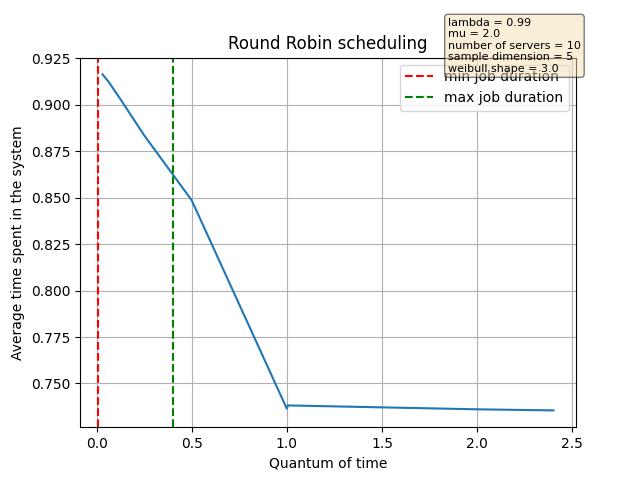 Round Robin scheduling
lambda = 0.99
mu = 2.0
number of servers = 10
sample dimension = 5
weibull shape = 3.0
min job duration
max job duration
Average time spent in the system
0.925
0.900
0.875
0.850
0.825
0.800
0.775
0.750
0.0 0.5 1.0 1.5 2.0 2.5
Quantum of time